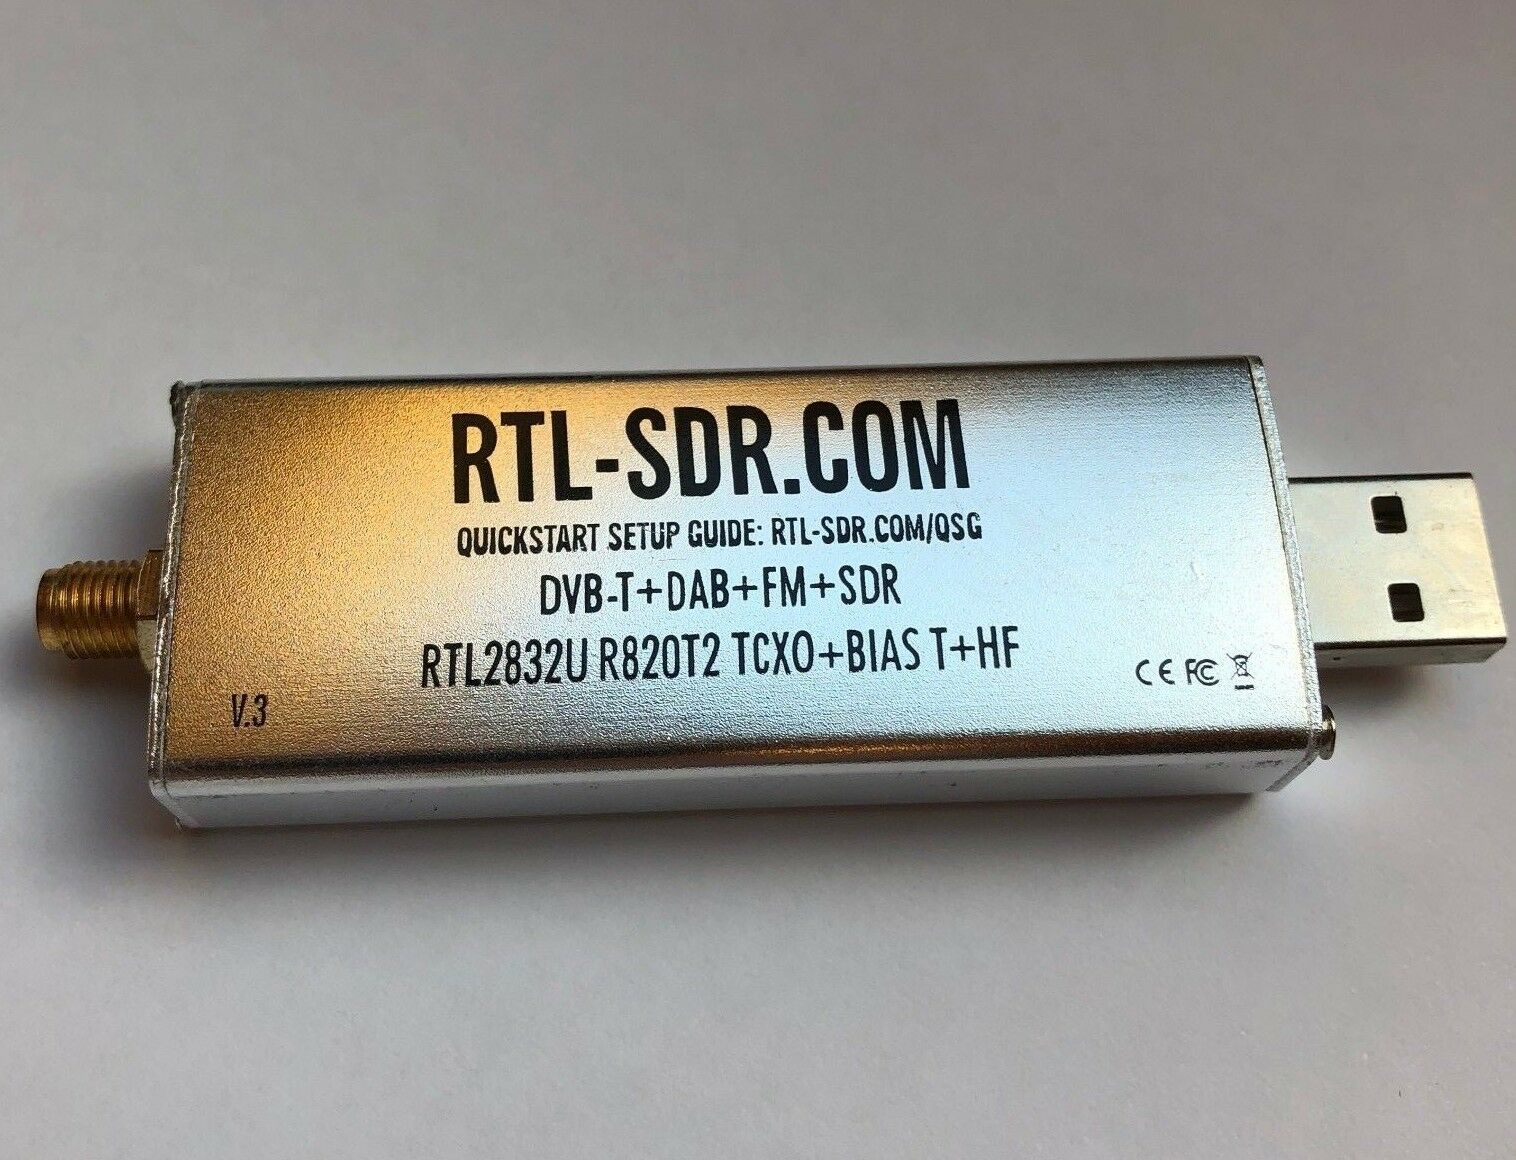 RTL-SDR.COM
QUICKSTART SETUP GUIDE: RTL-SDR.COM/QSG
DVB-T+DAB+FM+SDR
RTL2832U R820T2 TCXO+BIAS T+HF
V.3
CE FC